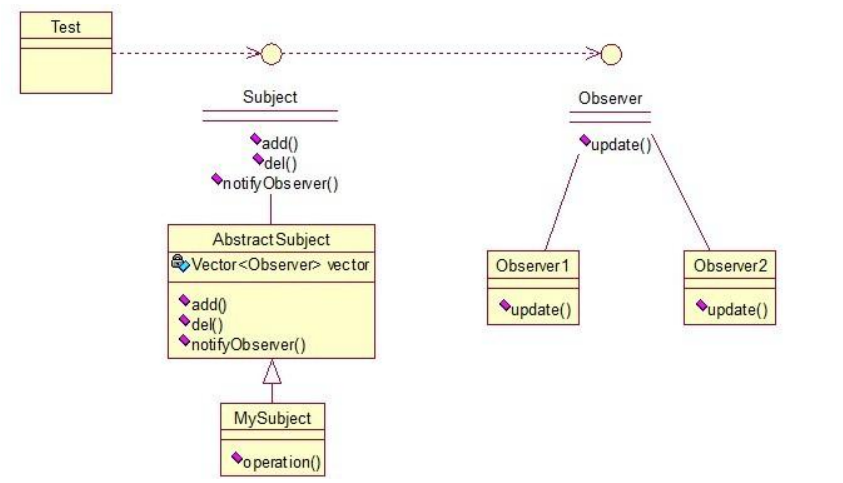 Test
Subject
add()
del()
notifyObserver()
Observer
update()
AbstractSubject
Vector<Observer> vector
add()
del()
notifyObserver()
Observer1
update()
Observer2
update()
MySubject
operation()